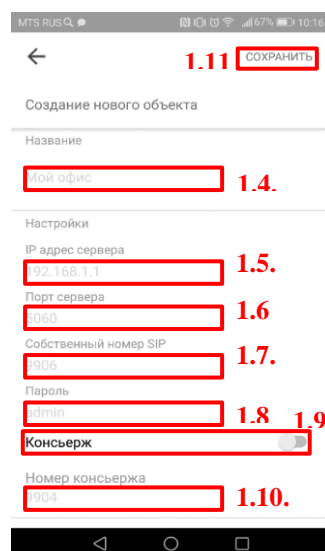 MTS RUS 67% 10:16
1.11 СОХРАНИТЬ
Создание нового объекта
Название
Мой офис 1.4.
Настройки
IP адрес сервера
192.168.1.1 1.5.
Порт сервера
5060 1.6
Собственный номер SIP
9906 1.7.
Пароль
admin 1.8 1.9
Консьерж
Номер консьержа
9904 1.10.